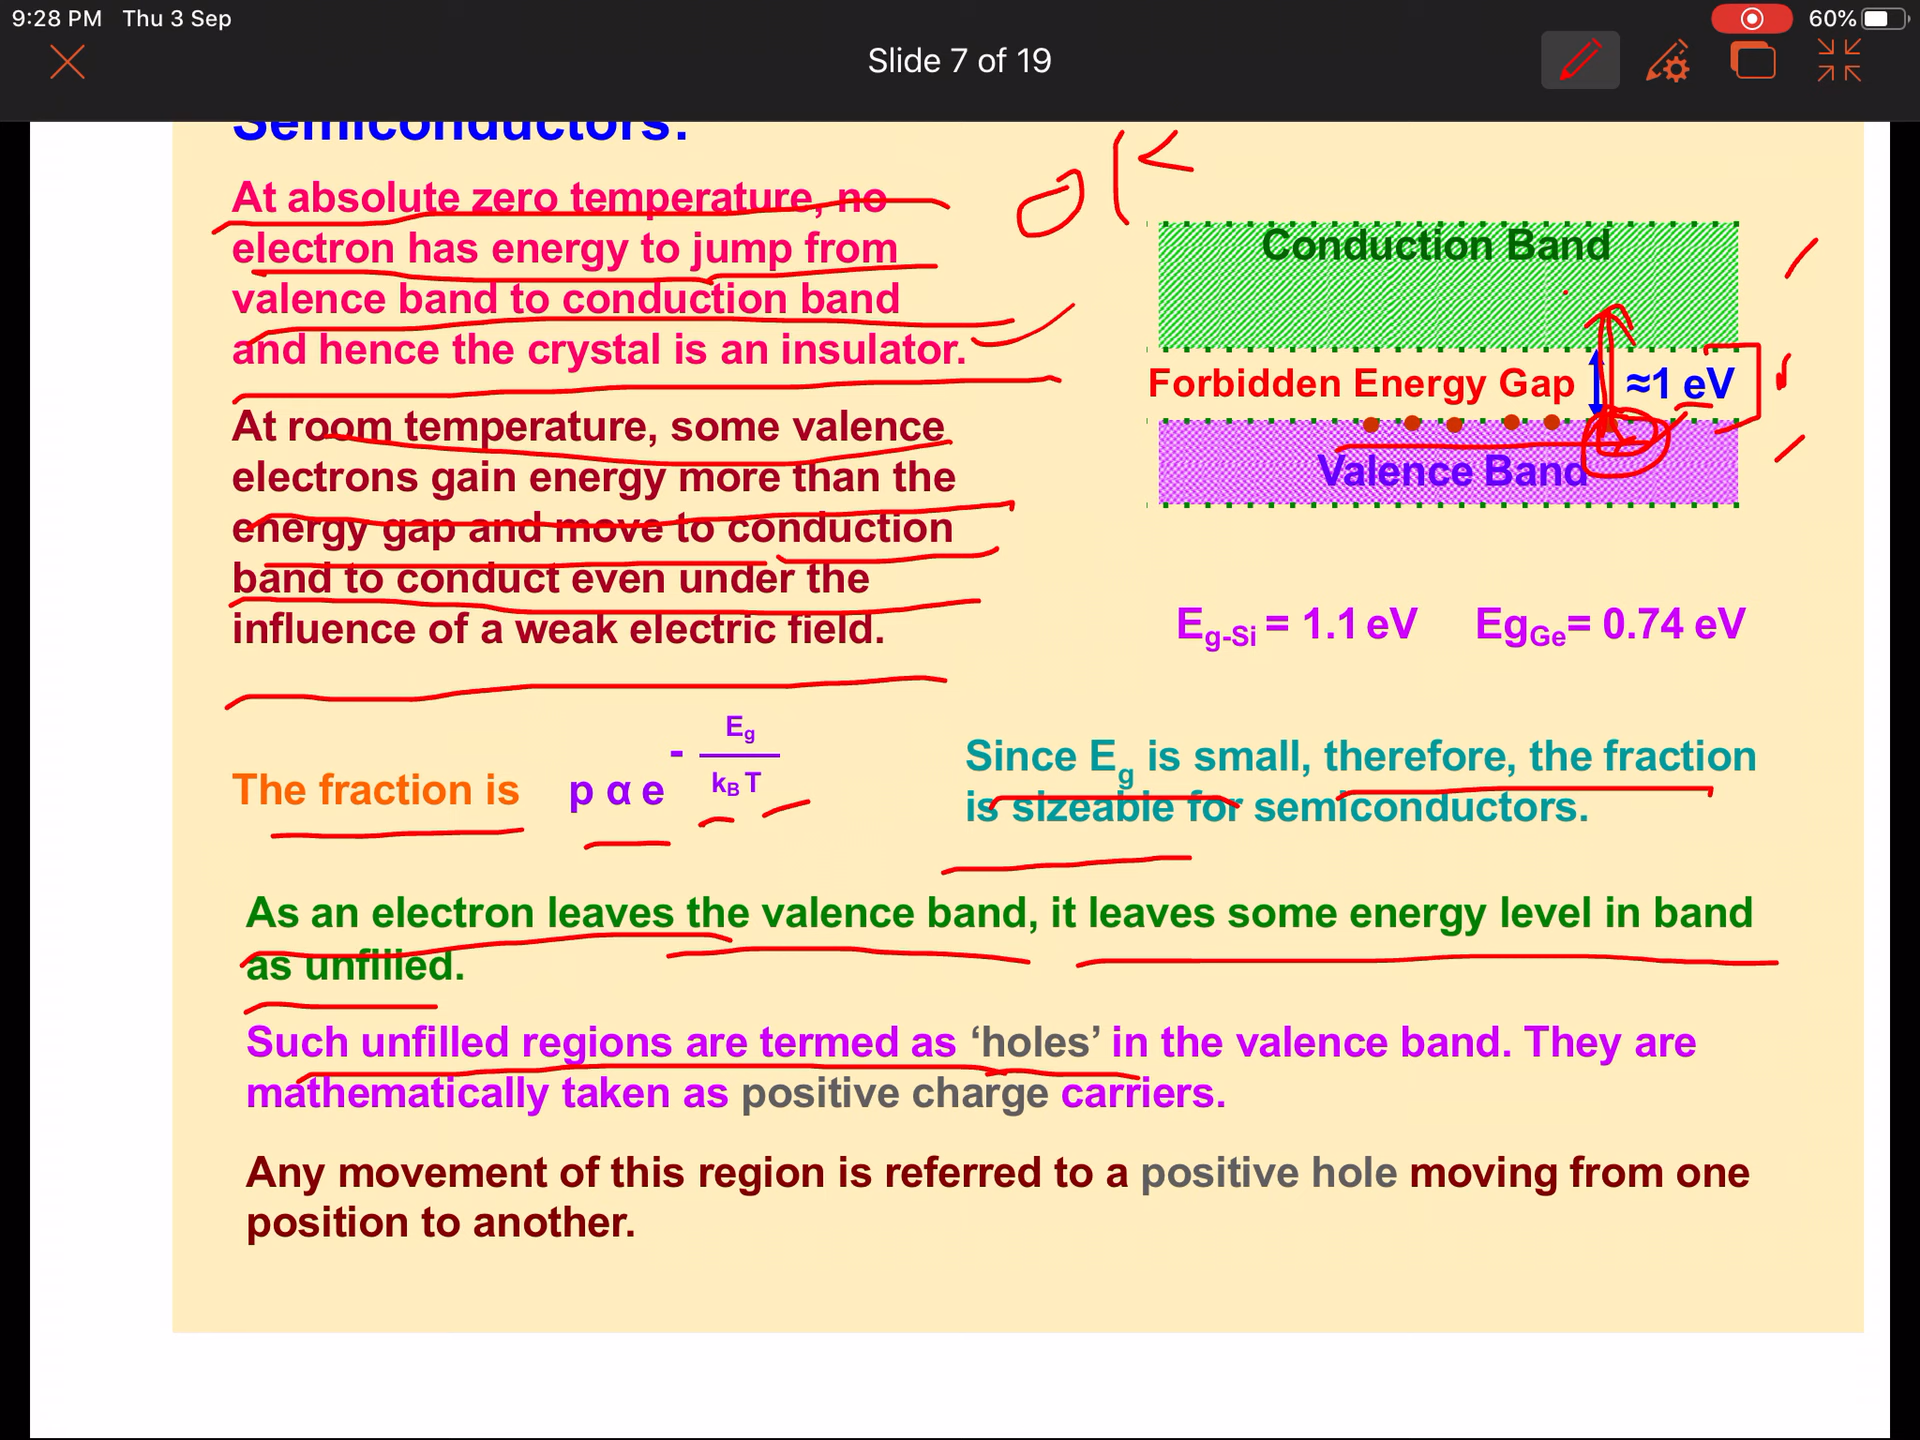 9:28 PM Thu 3 Sep
60%
Slide 7 of 19
Semiconductors:
At absolute zero temperature, no
electron has energy to jump from
valence band to conduction band
and hence the crystal is an insulator.
0 K
Conduction Band
Forbidden Energy Gap ≈1 eV
Valence Band
At room temperature, some valence
electrons gain energy more than the
energy gap and move to conduction
band to conduct even under the
influence of a weak electric field.
Eg-Si = 1.1 eV EgGe= 0.74 eV
The fraction is p α e - Eg / kB T
Since Eg is small, therefore, the fraction
is sizeable for semiconductors.
As an electron leaves the valence band, it leaves some energy level in band
as unfilled.
Such unfilled regions are termed as ‘holes’ in the valence band. They are
mathematically taken as positive charge carriers.
Any movement of this region is referred to a positive hole moving from one
position to another.